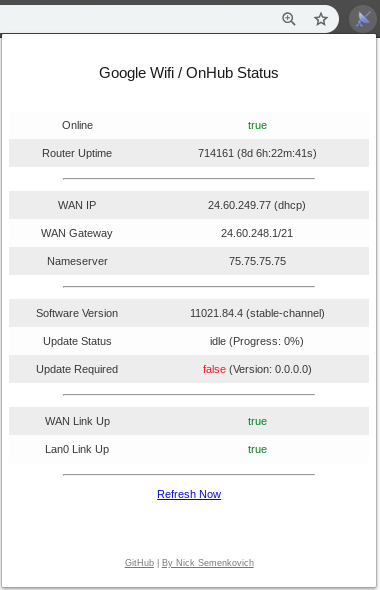 Google Wifi / OnHub Status
Online true
Router Uptime 714161 (8d 6h:22m:41s)
WAN IP 24.60.249.77 (dhcp)
WAN Gateway 24.60.248.1/21
Nameserver 75.75.75.75
Software Version 11021.84.4 (stable-channel)
Update Status idle (Progress: 0%)
Update Required false (Version: 0.0.0.0)
WAN Link Up true
Lan0 Link Up true
Refresh Now
GitHub | By Nick Semenkovich